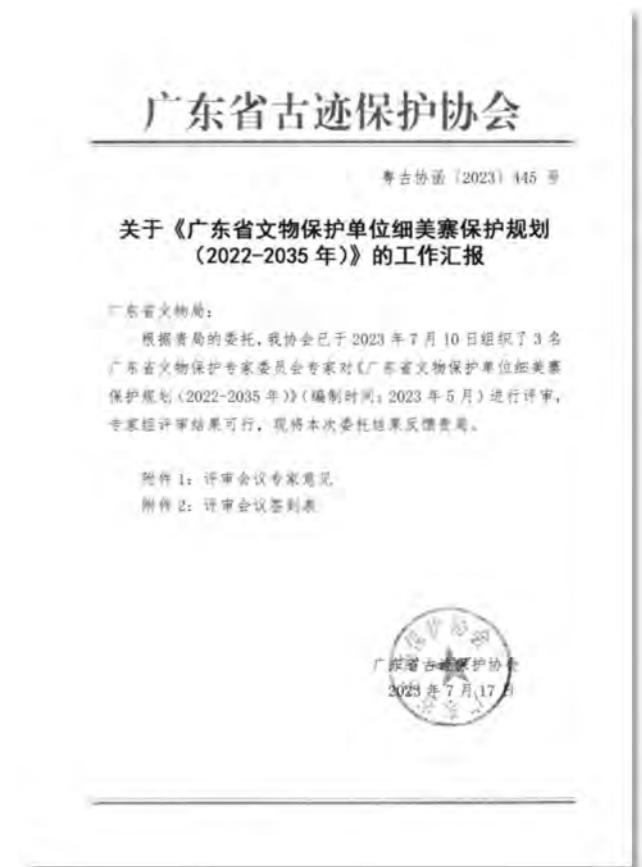 广东省古迹保护协会
粤古协函〔2023〕445 号
关于《广东省文物保护单位细美寨保护规划
（2022-2035 年）》的工作汇报
广东省文物局：
根据贵局的委托，我协会已于 2023 年 7 月 10 日组织了 3 名
广东省文物保护专家委员会专家对《广东省文物保护单位细美寨
保护规划（2022-2035 年）》（编制时间：2023 年 5 月）进行评审，
专家组评审结果可行，现将本次委托结果反馈贵局。
附件 1：评审会议专家意见
附件 2：评审会议签到表
广东省古迹保护协会
2023 年 7 月 17 日